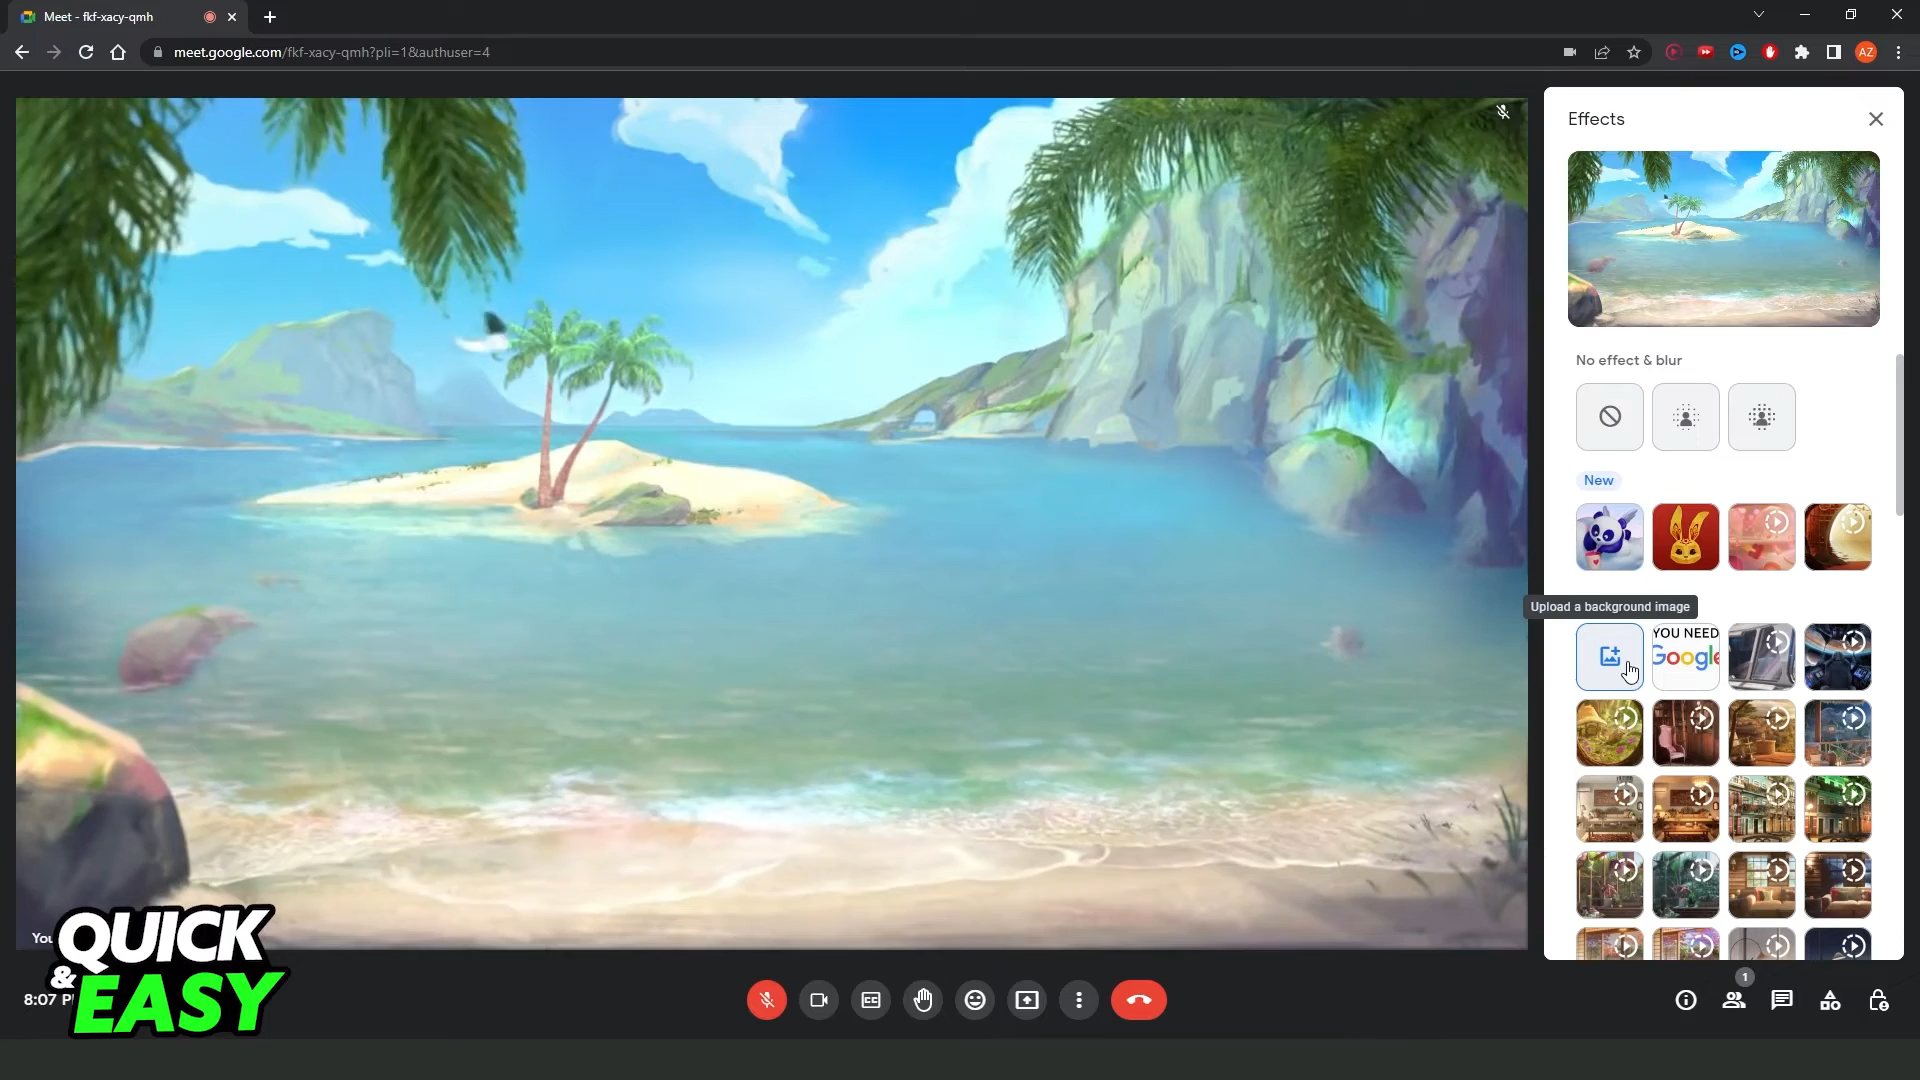 Meet - fkf-xacy-qmh
meet.google.com/fkf-xacy-qmh?pli=1&authuser=4
AZ
Effects
No effect & blur
New
Upload a background image
YOU NEED
Google
You
QUICK
& EASY
8:07
CC
1